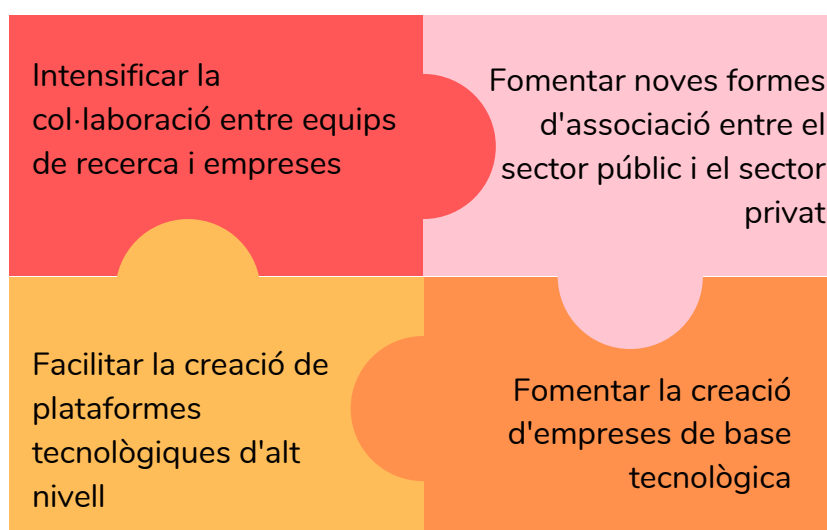 Intensificar la
col·laboració entre equips
de recerca i empreses
Fomentar noves formes
d'associació entre el
sector públic i el sector
privat
Facilitar la creació de
plataformes
tecnològiques d'alt
nivell
Fomentar la creació
d'empreses de base
tecnològica